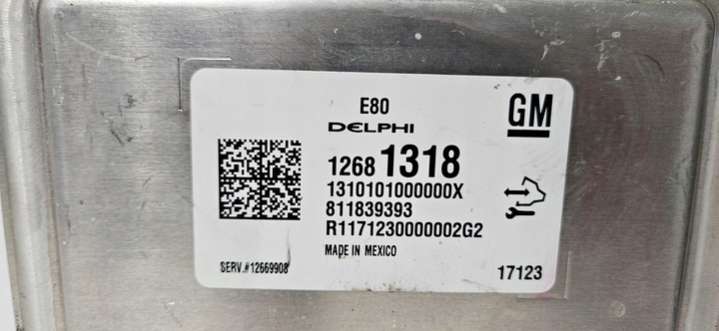 E80
GM
DELPHI
1268 1318
1310101000000X
811839393
R1171230000002G2
MADE IN MEXICO
SERV.#12669908
17123